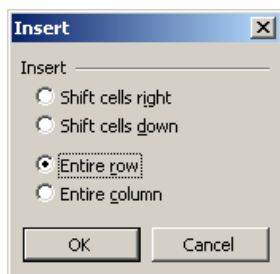 Insert
Insert
Shift cells right
Shift cells down
Entire row
Entire column
OK Cancel